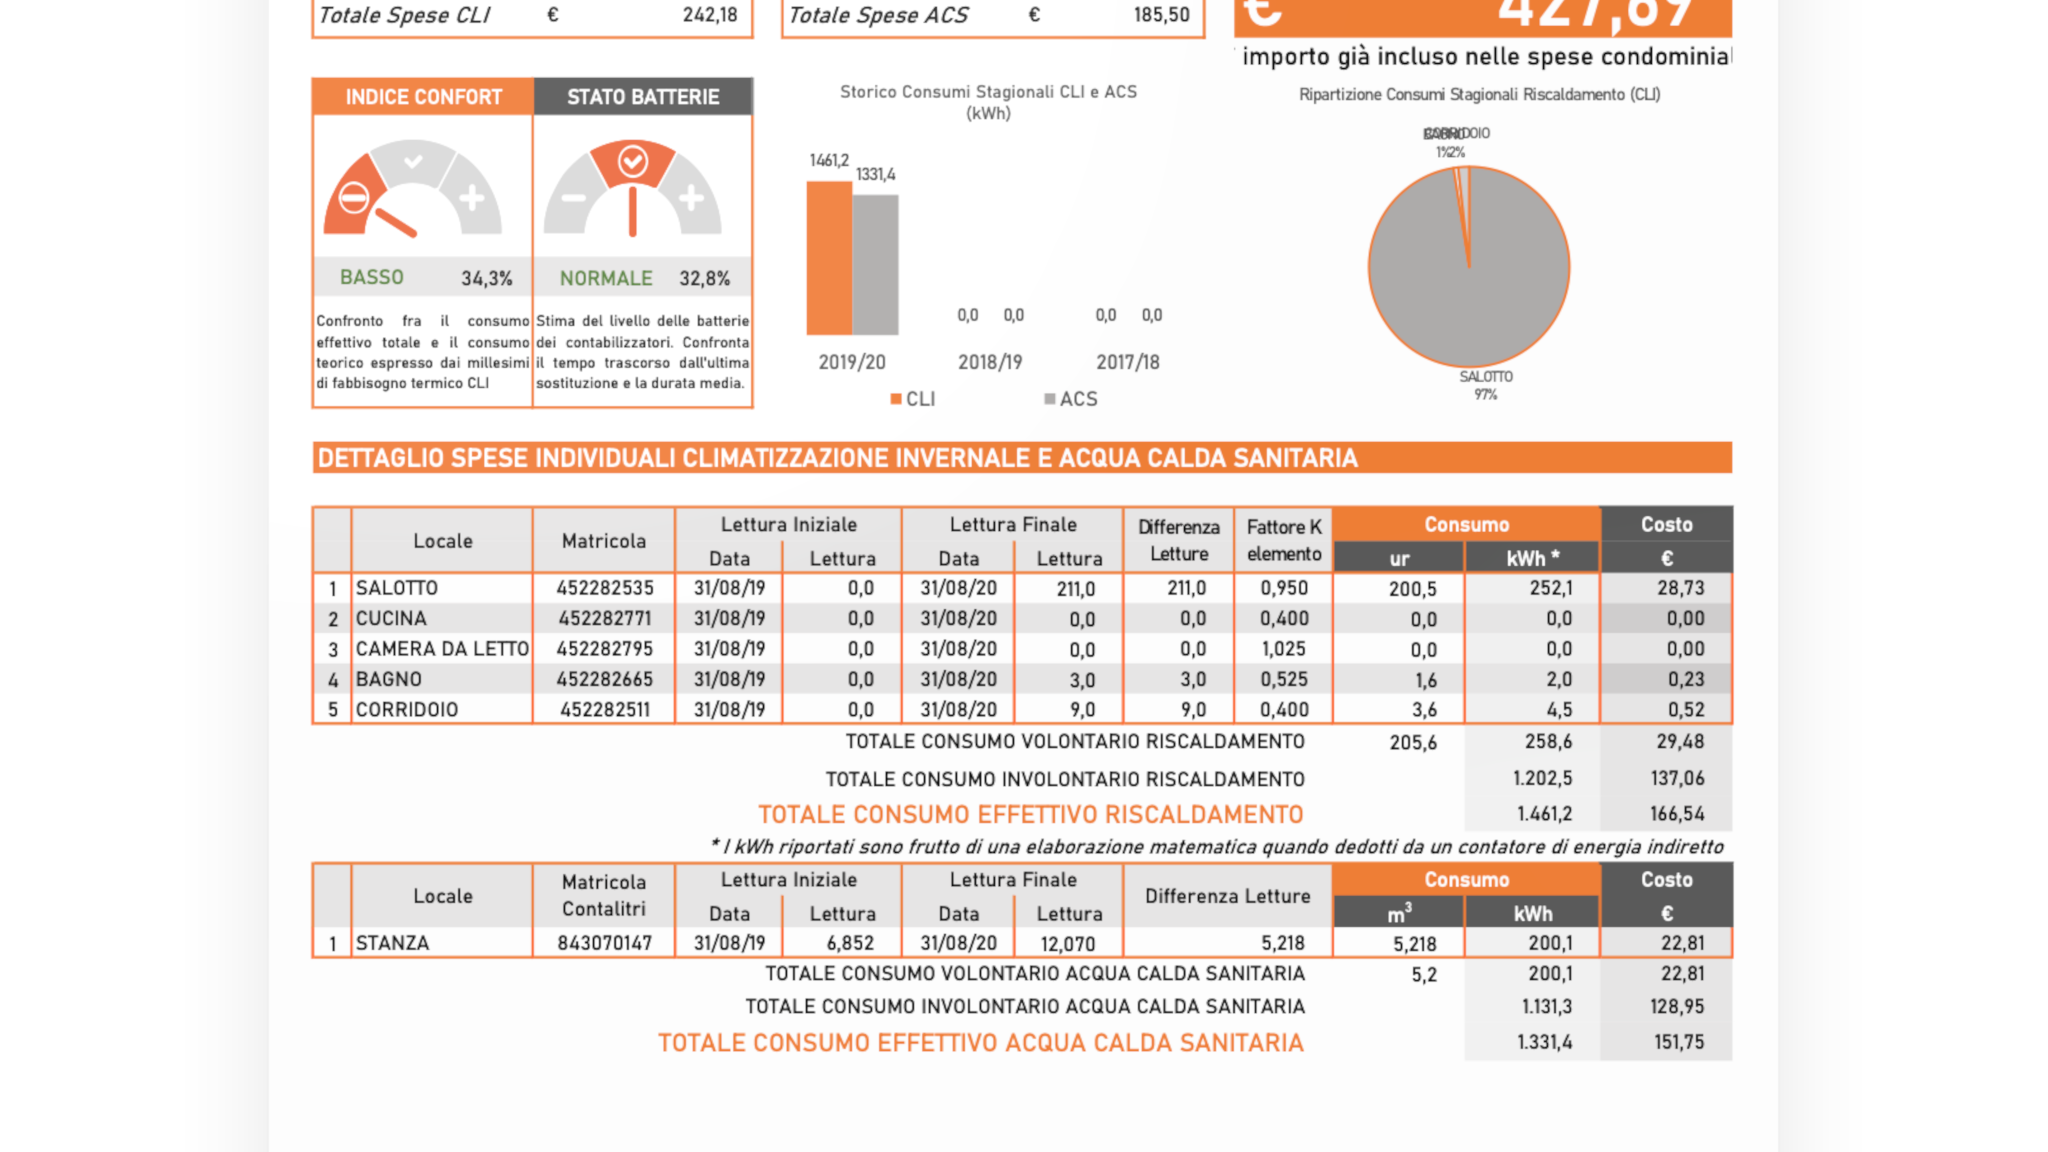 Totale Spese CLI € 242,18
Totale Spese ACS € 185,50
€ 427,69
importo già incluso nelle spese condominial
INDICE CONFORT STATO BATTERIE
BASSO 34,3% NORMALE 32,8%
Confronto fra il consumo
effettivo totale e il consumo
teorico espresso dai millesimi
di fabbisogno termico CLI
Stima del livello delle batterie
dei contabilizzatori. Confronta
il tempo trascorso dall'ultima
sostituzione e la durata media.
Storico Consumi Stagionali CLI e ACS
(kWh)
1461,2
1331,4
0,0 0,0 0,0 0,0
2019/20 2018/19 2017/18
CLI ACS
Ripartizione Consumi Stagionali Riscaldamento (CLI)
BAGNO CORRIDOIO
1% 2%
SALOTTO
97%
DETTAGLIO SPESE INDIVIDUALI CLIMATIZZAZIONE INVERNALE E ACQUA CALDA SANITARIA
Locale Matricola Lettura Iniziale Lettura Finale Differenza Letture Fattore K elemento Consumo Costo
Data Lettura Data Lettura ur kWh * €
1 SALOTTO 452282535 31/08/19 0,0 31/08/20 211,0 211,0 0,950 200,5 252,1 28,73
2 CUCINA 452282771 31/08/19 0,0 31/08/20 0,0 0,0 0,400 0,0 0,0 0,00
3 CAMERA DA LETTO 452282795 31/08/19 0,0 31/08/20 0,0 0,0 1,025 0,0 0,0 0,00
4 BAGNO 452282665 31/08/19 0,0 31/08/20 3,0 3,0 0,525 1,6 2,0 0,23
5 CORRIDOIO 452282511 31/08/19 0,0 31/08/20 9,0 9,0 0,400 3,6 4,5 0,52
TOTALE CONSUMO VOLONTARIO RISCALDAMENTO 205,6 258,6 29,48
TOTALE CONSUMO INVOLONTARIO RISCALDAMENTO 1.202,5 137,06
TOTALE CONSUMO EFFETTIVO RISCALDAMENTO 1.461,2 166,54
* I kWh riportati sono frutto di una elaborazione matematica quando dedotti da un contatore di energia indiretto
Locale Matricola Contalitri Lettura Iniziale Lettura Finale Differenza Letture Consumo Costo
Data Lettura Data Lettura m³ kWh €
1 STANZA 843070147 31/08/19 6,852 31/08/20 12,070 5,218 5,218 200,1 22,81
TOTALE CONSUMO VOLONTARIO ACQUA CALDA SANITARIA 5,2 200,1 22,81
TOTALE CONSUMO INVOLONTARIO ACQUA CALDA SANITARIA 1.131,3 128,95
TOTALE CONSUMO EFFETTIVO ACQUA CALDA SANITARIA 1.331,4 151,75